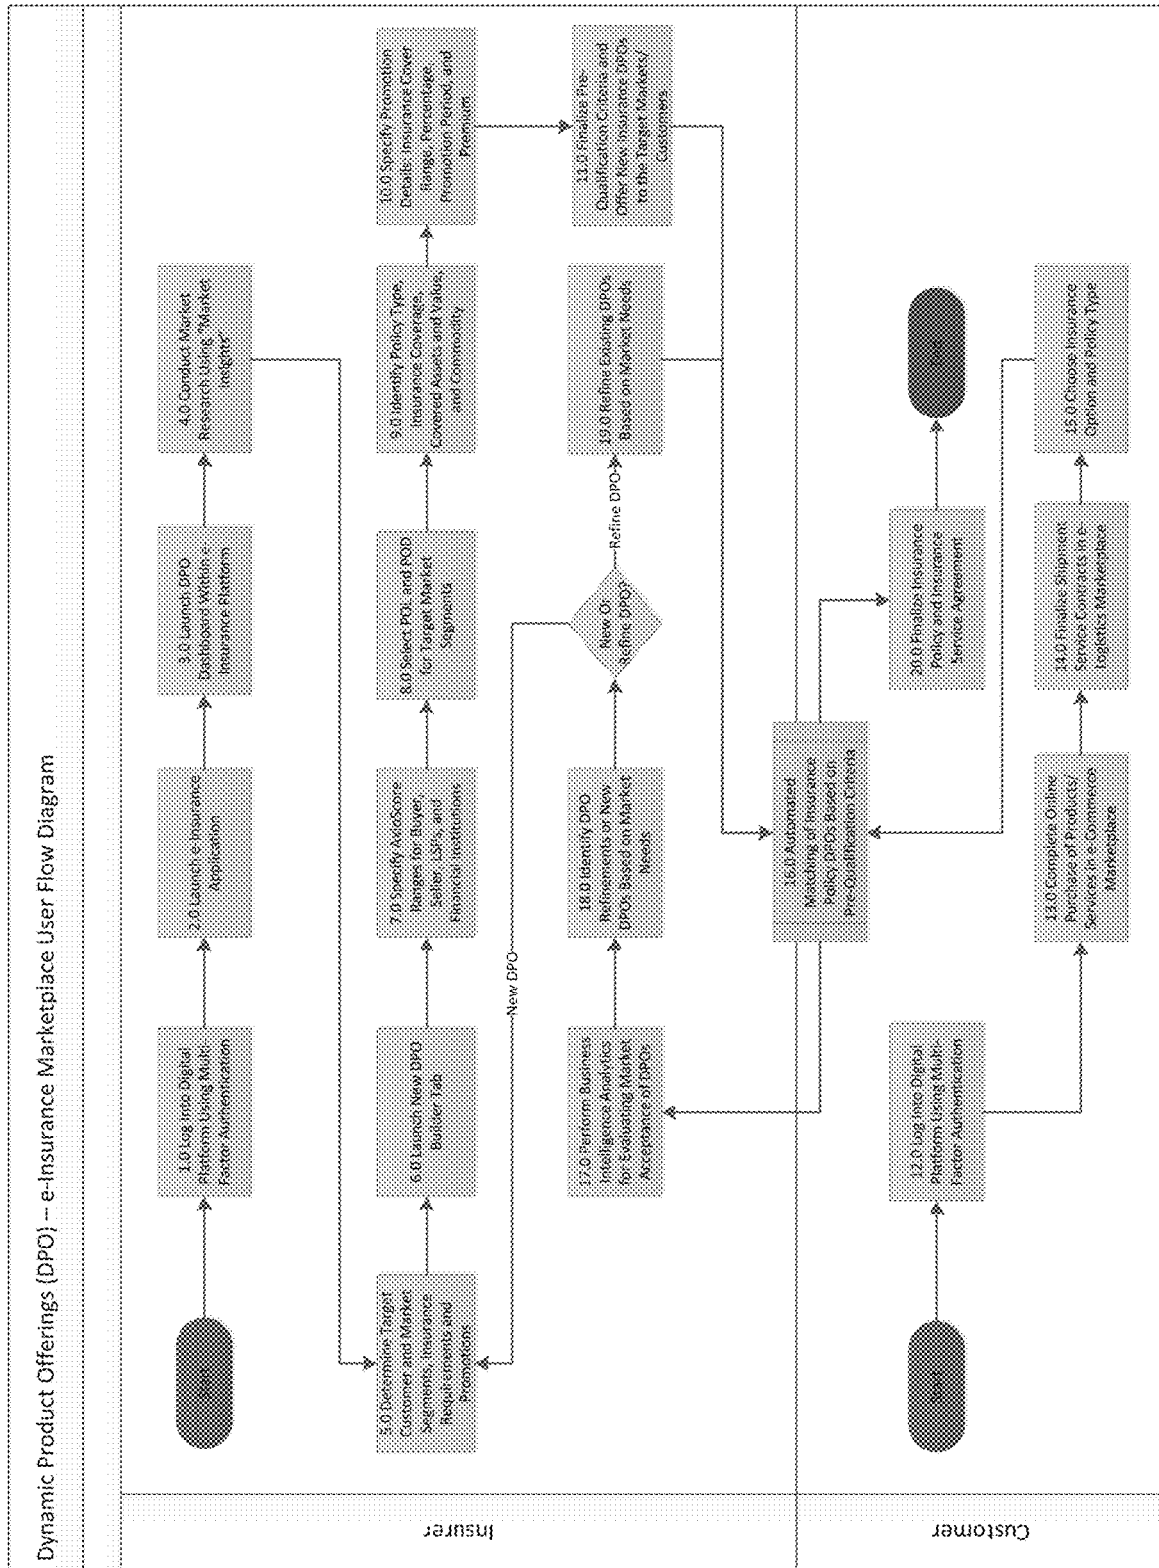 Dynamic Product Offerings (DPO) – e-Insurance Marketplace User Flow Diagram
Insurer
1.0 Log Into Digital
Platform Using Multi-
Factor Authentication
2.0 Launch e-Insurance
Application
3.0 Launch DPO
Dashboard Within e-
Insurance Platform
4.0 Conduct Market
Research Using "Market
Insights"
5.0 Determine Target
Customer and Market
Segments, Insurance
Requirements and
Promotions
6.0 Launch New DPO
Builder Tab
7.0 Specify
Ranges for Buyer,
Seller, LSPs, and
Financial Institutions
8.0 Select POL and POD
for Target Market
Segments
9.0 Identify Policy Type,
Insurance Coverage,
Covered Assets and Value,
and Commodity
10.0 Specify Promotion
Details: Insurance Cover
Range, Percentage,
Promotion Period, and
Premium
11.0 Finalize Pre-
Qualification Criteria and
Offer New Insurance DPOs
to the Target Markets/
Customers
New DPO
17.0 Perform Business
Intelligence Analytics
for Evaluating Market
Acceptance of DPOs
18.0 Identify DPO
Refinements or New
DPOs Based on Market
Needs
New Or
Refine DPO?
Refine DPO
19.0 Refine Existing DPOs
Based on Market Needs
16.0 Automated
Matching of Insurance
Policy DPOs Based on
Pre-Qualification Criteria
Customer
12.0 Log Into Digital
Platform Using Multi-
Factor Authentication
20.0 Finalize Insurance
Policy and Insurance
Service Agreement
13.0 Complete Online
Purchase of Products/
Services in e-Commerce
Marketplace
14.0 Finalize Shipment
Service Contracts in e-
Logistics Marketplace
15.0 Choose Insurance
Option and Policy Type